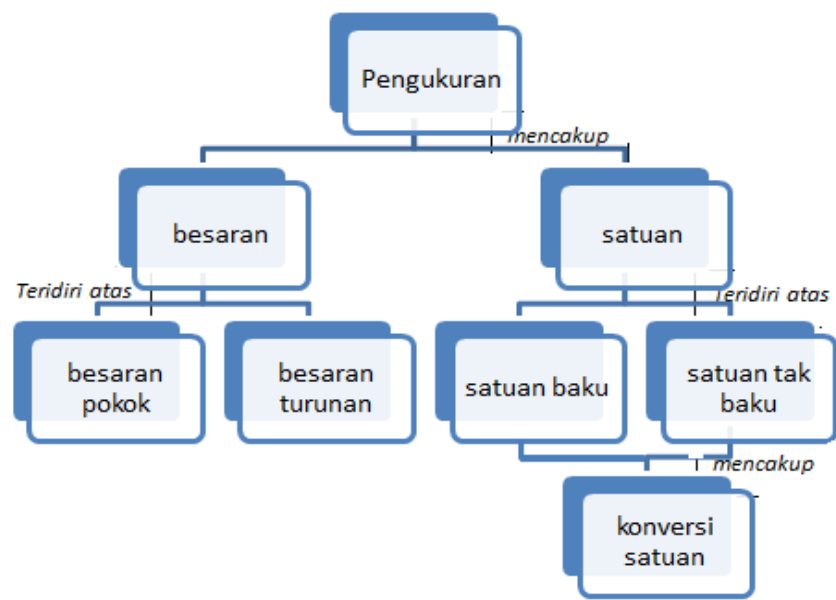 Pengukuran
mencakup
besaran
satuan
Teridiri atas
Teridiri atas
besaran
pokok
besaran
turunan
satuan baku
satuan tak
baku
mencakup
konversi
satuan